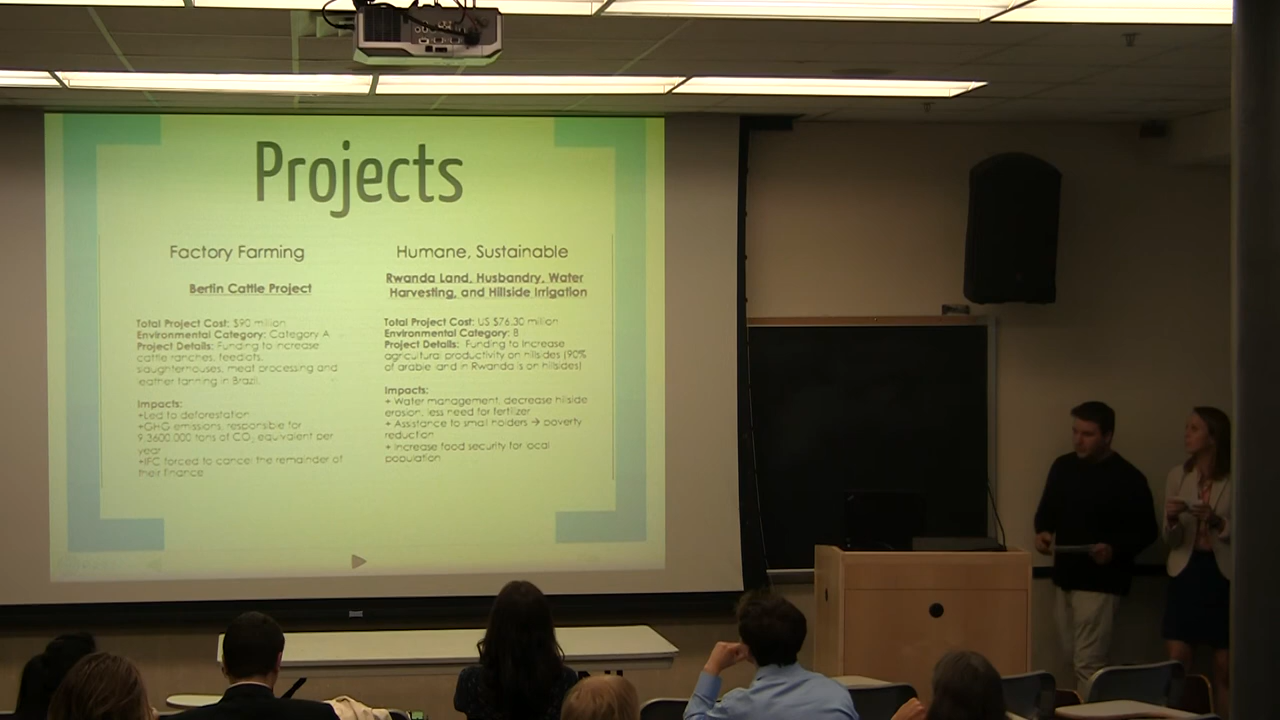 Projects
Factory Farming
Bertin Cattle Project
Total Project Cost: $90 million
Environmental Category: Category A
Project Details: Funding to increase
cattle ranches, feedlots,
slaughterhouses, meat processing and
leather tanning in Brazil.
Impacts:
+Led to deforestation
+GHG emissions, responsible for
9,3600,000 tons of CO2 equivalent per
year
+IFC forced to cancel the remainder of
their finance
Humane, Sustainable
Rwanda Land, Husbandry, Water
Harvesting, and Hillside Irrigation
Total Project Cost: US $76.30 million
Environmental Category: B
Project Details: Funding to increase
agricultural productivity on hillsides (90%
of arable land in Rwanda is on hillsides)
Impacts:
+ Water management, decrease hillside
erosion, less need for fertilizer
+ Assistance to small holders → poverty
reduction
+ Increase food security for local
population